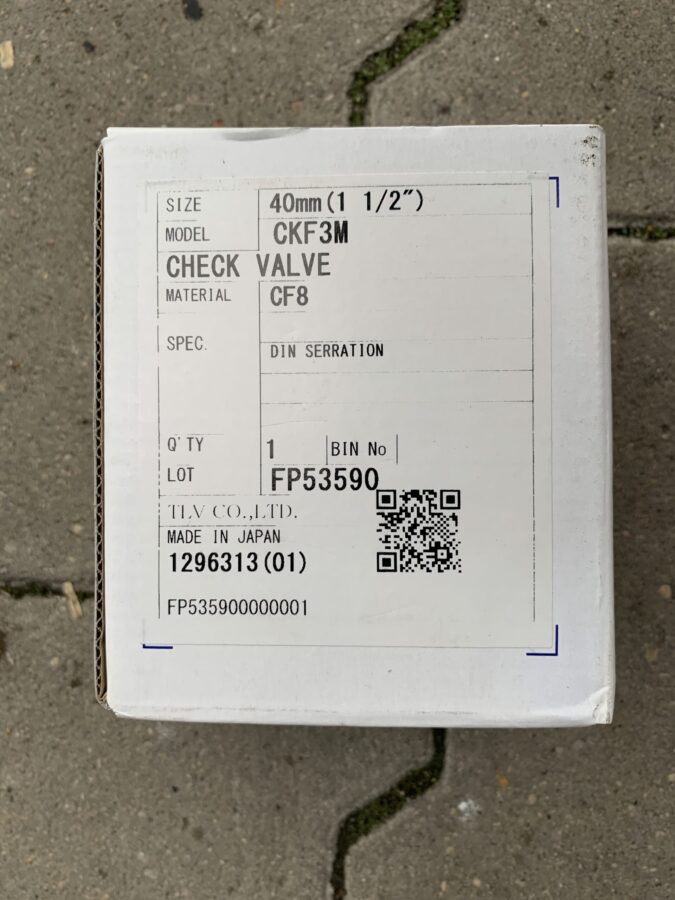 SIZE 40mm(1 1/2")
MODEL CKF3M
CHECK VALVE
MATERIAL CF8
SPEC. DIN SERRATION
Q'TY 1 BIN No
LOT FP53590
TLV CO.,LTD.
MADE IN JAPAN
1296313(01)
FP535900000001